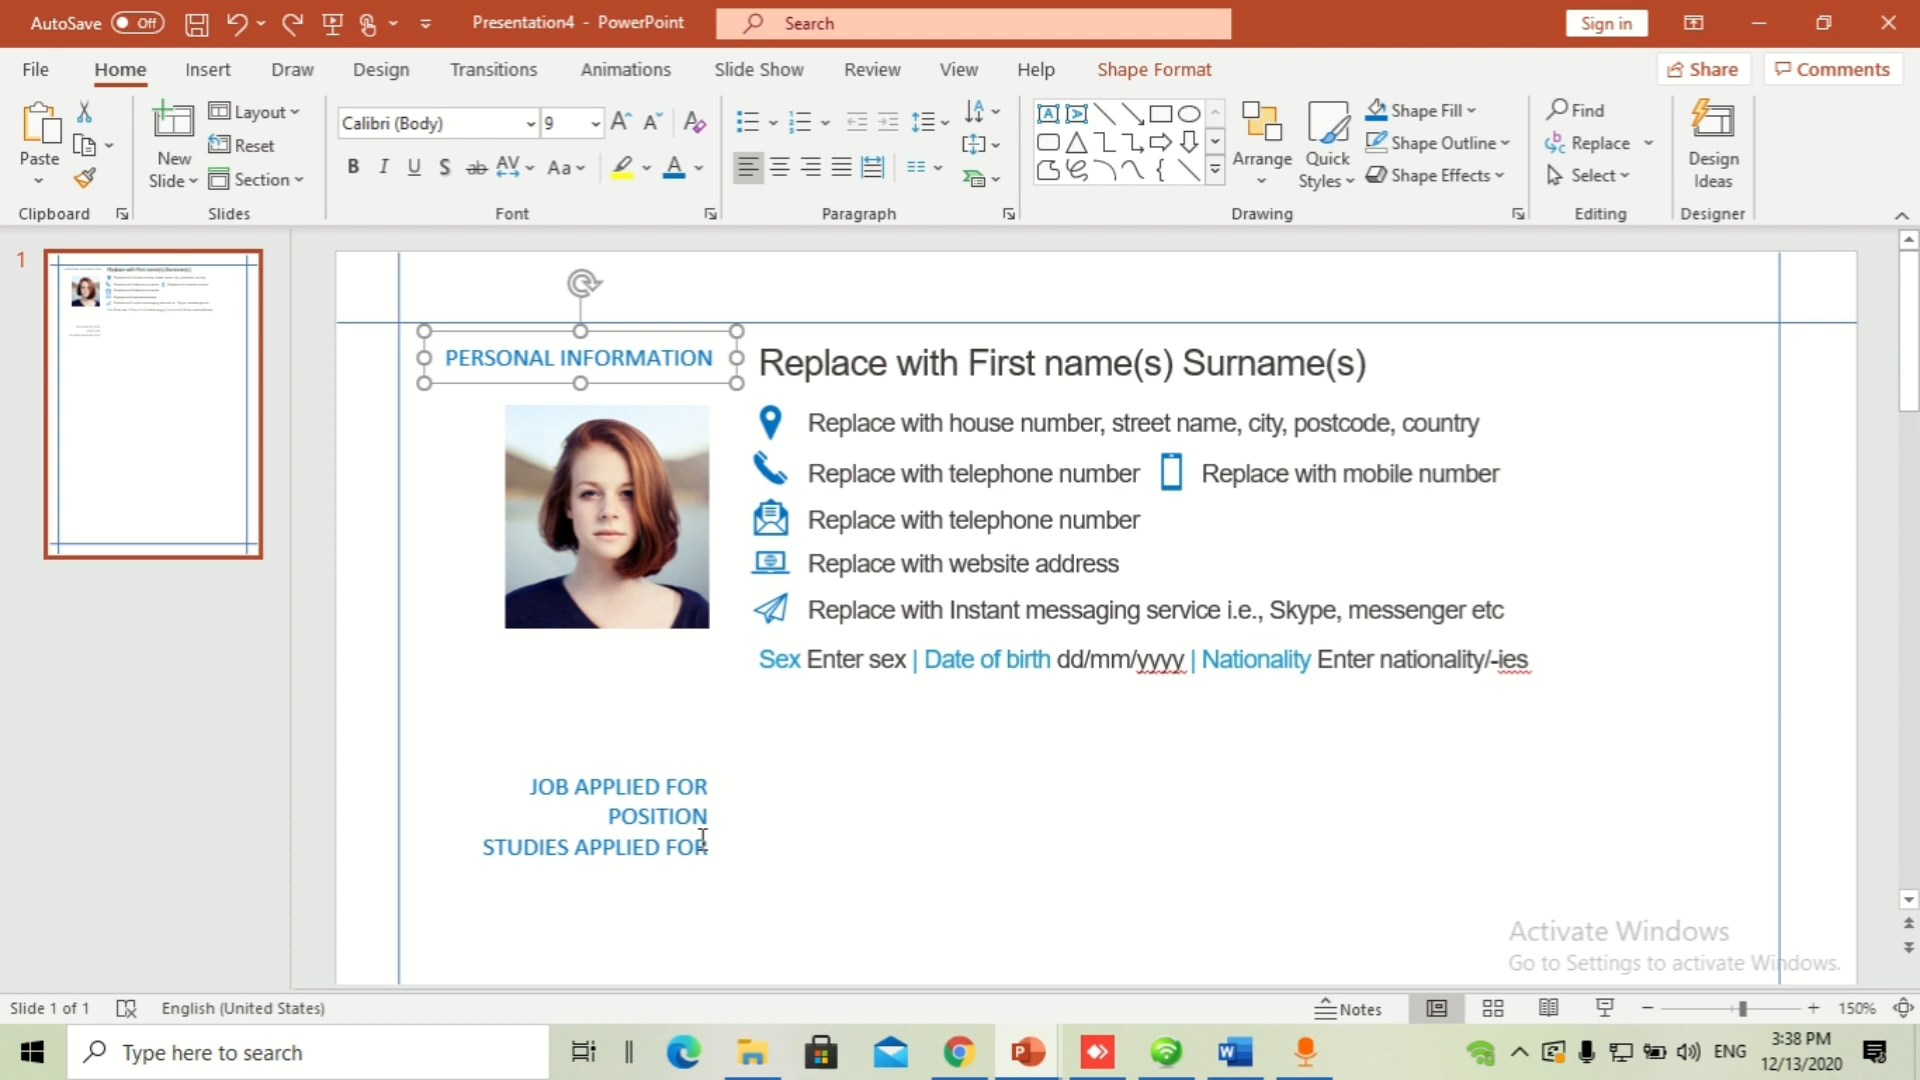 AutoSave Off Presentation4 - PowerPoint Search Sign in
File Home Insert Draw Design Transitions Animations Slide Show Review View Help Shape Format Share Comments
Paste
Clipboard
New Slide
Layout
Reset
Section
Slides
Calibri (Body) 9
Font
Paragraph
Arrange
Quick Styles
Shape Fill
Shape Outline
Shape Effects
Drawing
Find
Replace
Select
Editing
Design Ideas
Designer
1
PERSONAL INFORMATION
Replace with First name(s) Surname(s)
Replace with house number, street name, city, postcode, country
Replace with telephone number Replace with mobile number
Replace with telephone number
Replace with website address
Replace with Instant messaging service i.e., Skype, messenger etc
Sex Enter sex | Date of birth dd/mm/yyyy | Nationality Enter nationality/-ies
JOB APPLIED FOR
POSITION
STUDIES APPLIED FOR
Activate Windows
Go to Settings to activate Windows.
Slide 1 of 1 English (United States) Notes 150%
Type here to search
ENG
3:38 PM
12/13/2020